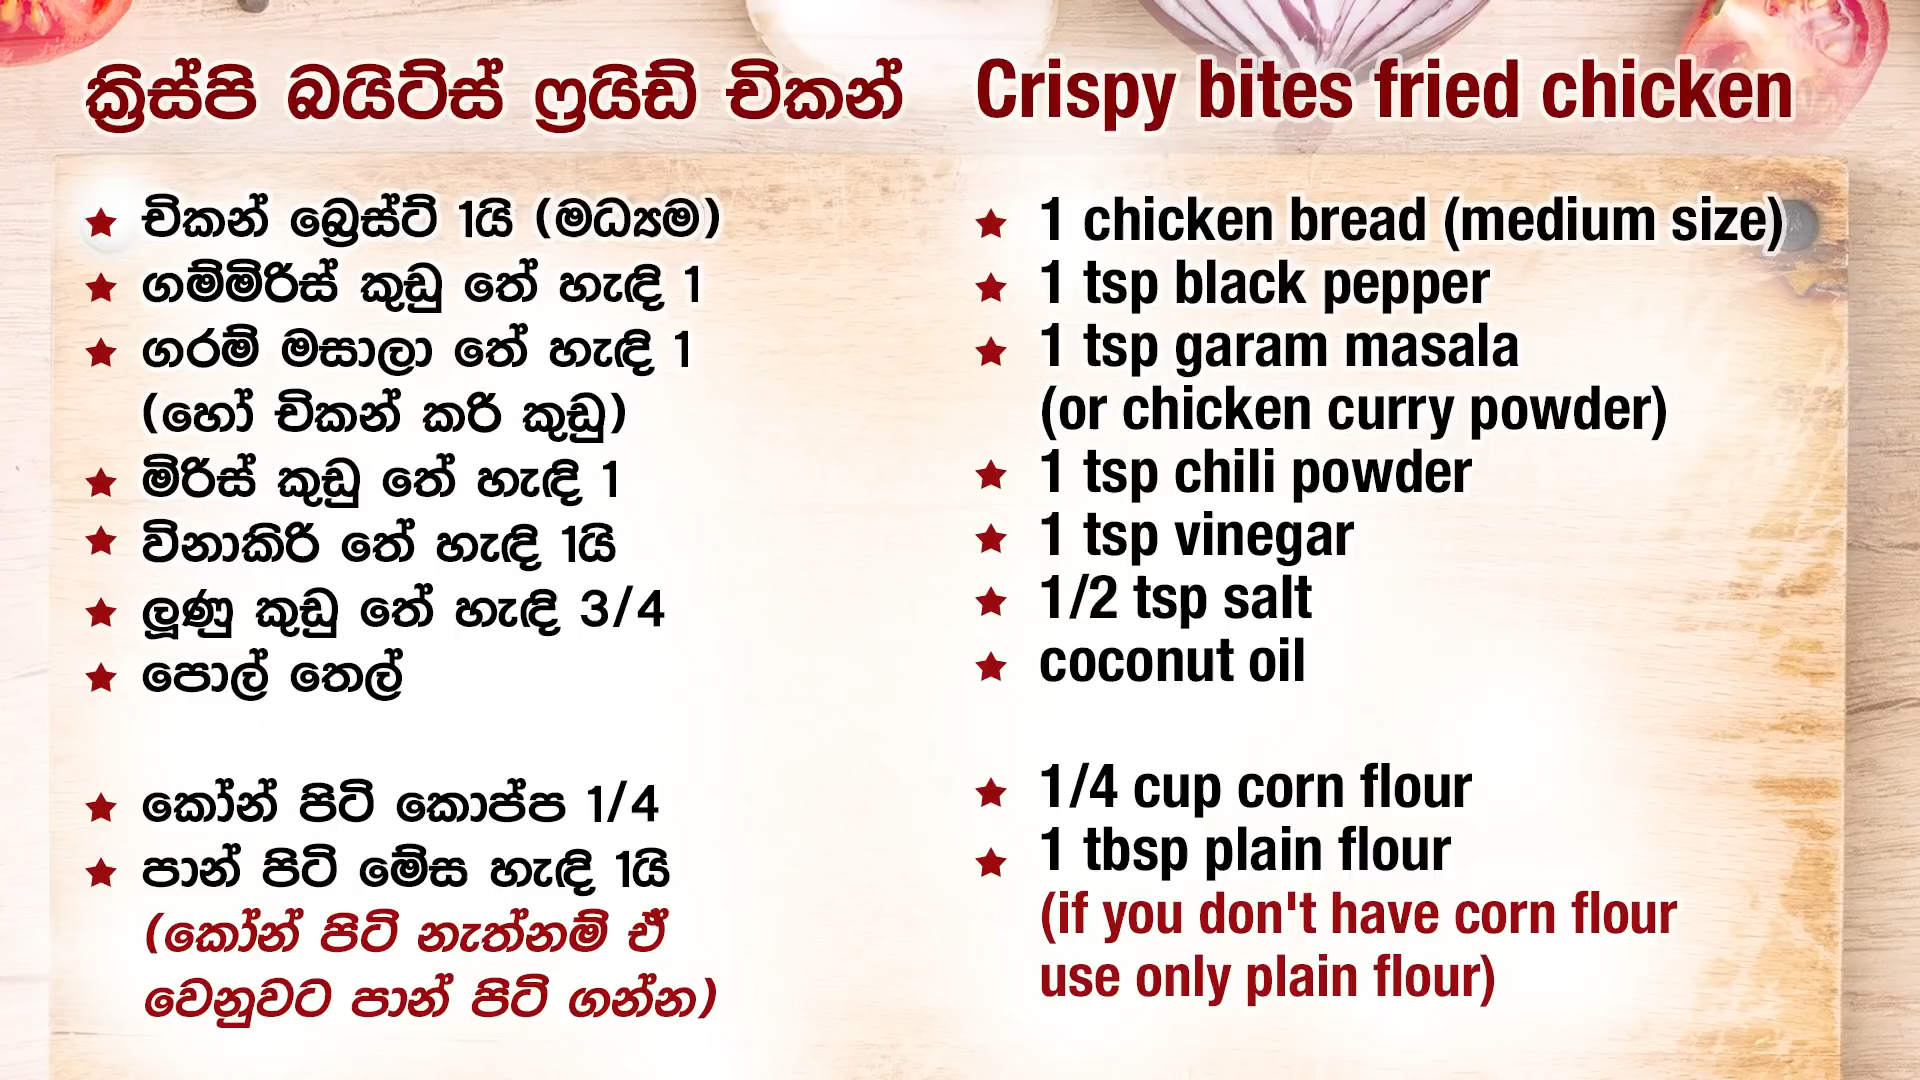 ක්‍රිස්පි බයිට්ස් ෆ්‍රයිඩ් චිකන්
චිකන් බ්‍රෙස්ට් 1යි (මධ්‍යම)
ගම්මිරිස් කුඩු තේ හැඳි 1
ගරම් මසාලා තේ හැඳි 1
(හෝ චිකන් කරි කුඩු)
මිරිස් කුඩු තේ හැඳි 1
විනාකිරි තේ හැඳි 1යි
ලූණු කුඩු තේ හැඳි 3/4
පොල් තෙල්
කෝන් පිටි කොප්ප 1/4
පාන් පිටි මේස හැඳි 1යි
(කෝන් පිටි නැත්නම් ඒ
වෙනුවට පාන් පිටි ගන්න)
Crispy bites fried chicken
1 chicken bread (medium size)
1 tsp black pepper
1 tsp garam masala
(or chicken curry powder)
1 tsp chili powder
1 tsp vinegar
1/2 tsp salt
coconut oil
1/4 cup corn flour
1 tbsp plain flour
(if you don't have corn flour
use only plain flour)